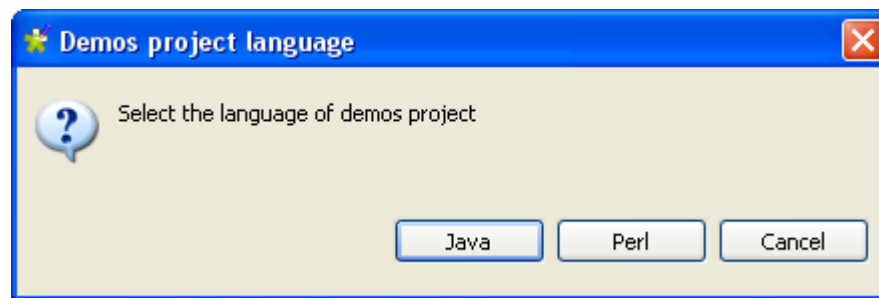 Demos project language
Select the language of demos project
Java Perl Cancel